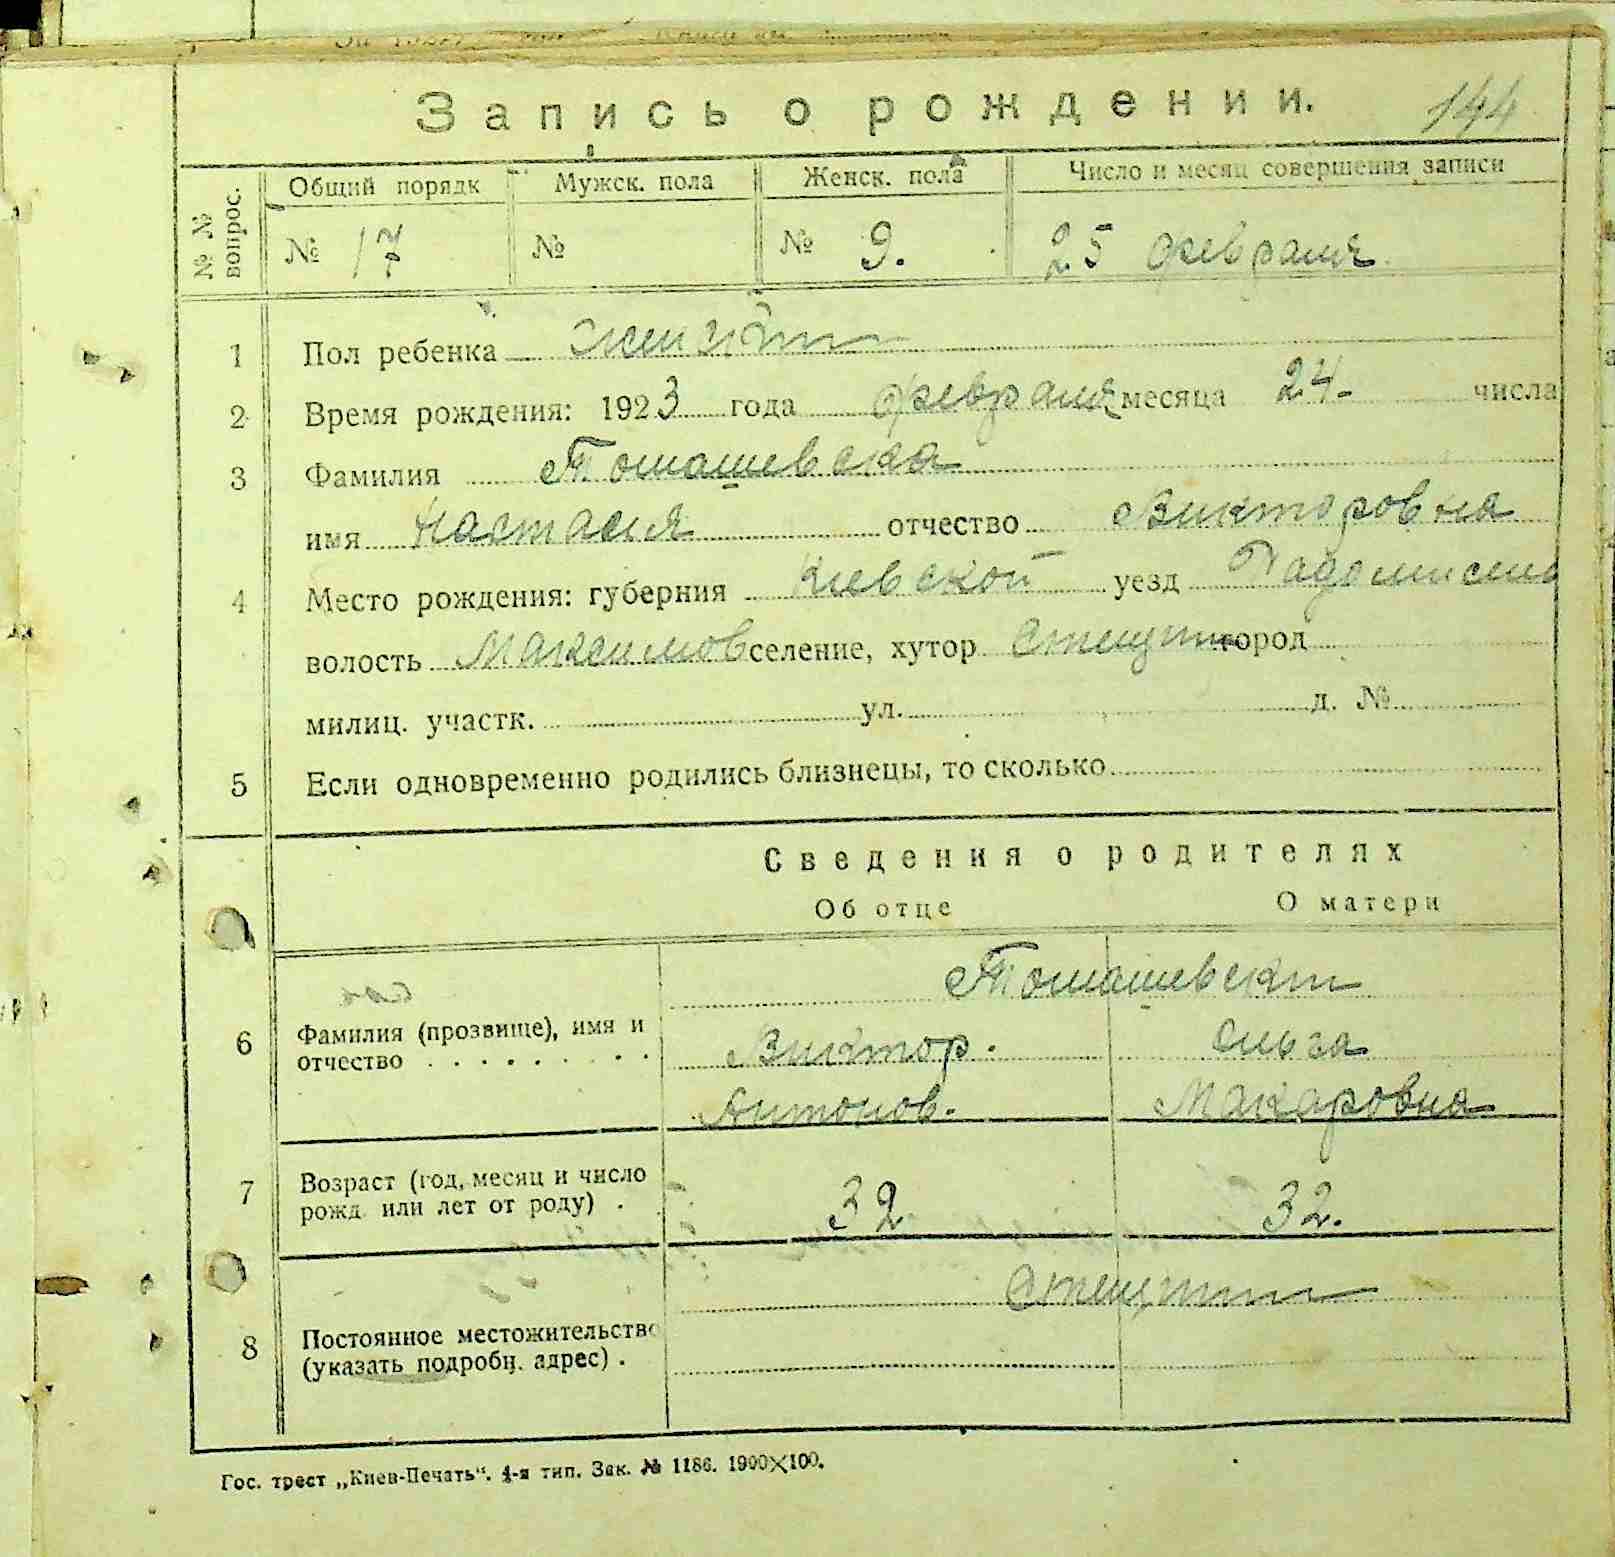 Запись о рождении. 144
№ № вопрос. Общий порядк Мужск. пола Женск. пола Число и месяц совершения записи
№ 17 № № 9. 25 февраля
1 Пол ребенка
2 Время рождения: 1923 года февраля месяца 24. числа
3 Фамилия Томашевска
имя Настасия отчество Викторовна
4 Место рождения: губерния Киевской уезд Радомисль
волость Максимов селение, хутор город
милиц. участк. ул. д. №
5 Если одновременно родились близнецы, то сколько
Сведения о родителях
Об отце О матери
Томашевски
6 Фамилия (прозвище), имя и отчество Виктор. Ольга
Антонов. Макаровна
7 Возраст (год, месяц и число рожд. или лет от роду) . 32 32.
8 Постоянное местожительство
(указать подробн. адрес) .
Гос. трест „Киев-Печать“. 4-я тип. Зак. № 1186. 1900×100.